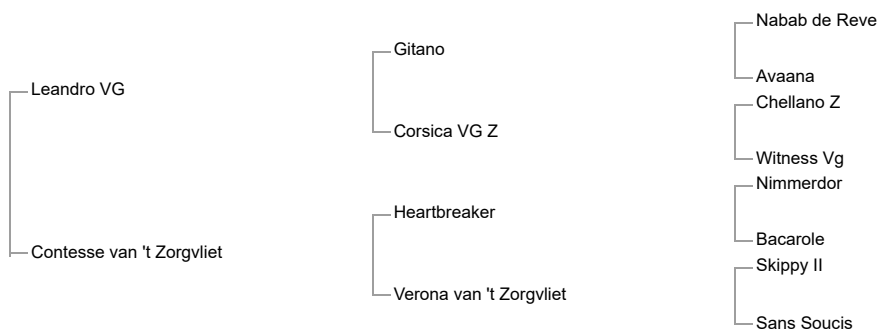 Nabab de Reve
Gitano
Avaana
Leandro VG
Chellano Z
Corsica VG Z
Witness Vg
Nimmerdor
Heartbreaker
Bacarole
Contesse van 't Zorgvliet
Skippy II
Verona van 't Zorgvliet
Sans Soucis